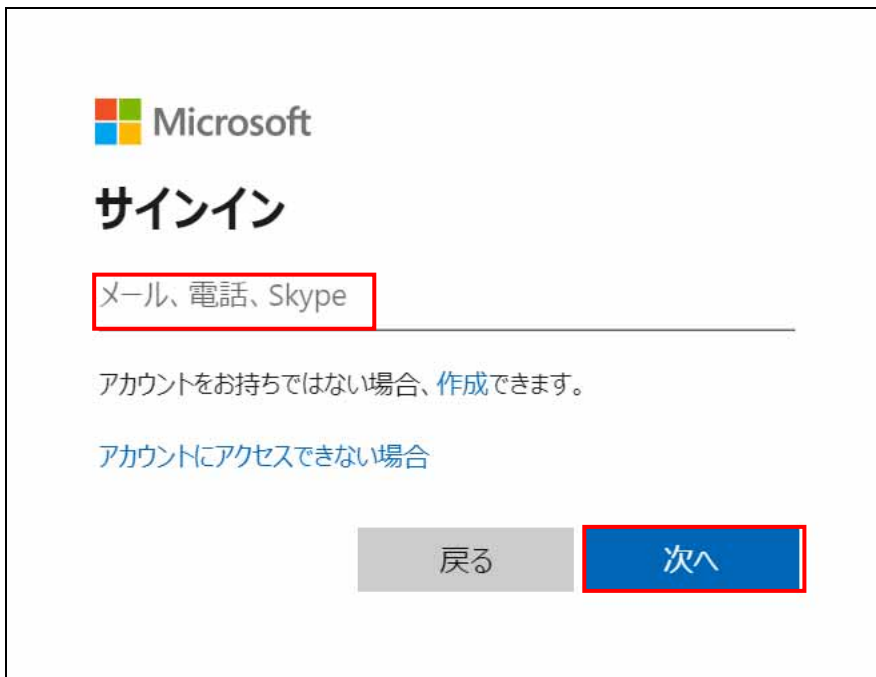 Microsoft
サインイン
メール、電話、Skype
アカウントをお持ちではない場合、作成できます。
アカウントにアクセスできない場合
戻る
次へ